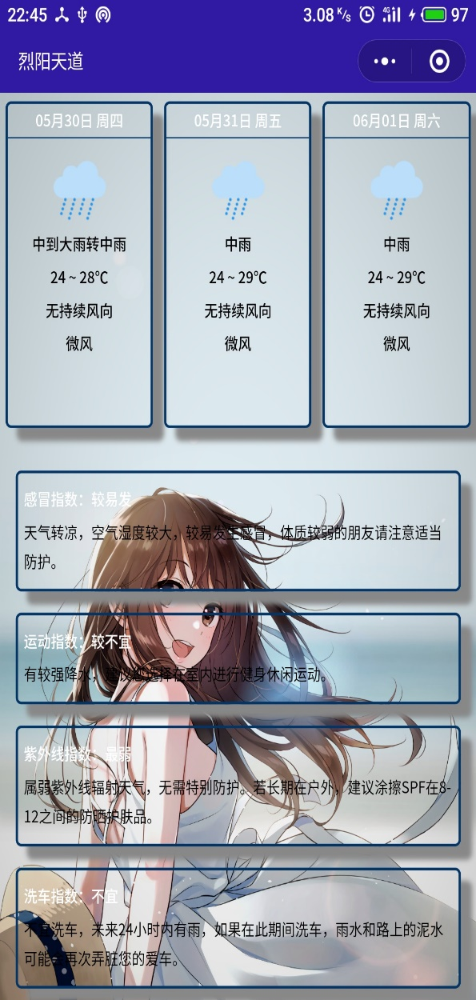 22:45 3.08 K/s 4G 97
烈阳天道
05月30日 周四
中到大雨转中雨
24 ~ 28℃
无持续风向
微风
05月31日 周五
中雨
24 ~ 29℃
无持续风向
微风
06月01日 周六
中雨
24 ~ 29℃
无持续风向
微风
感冒指数：较易发
天气转凉，空气湿度较大，较易发生感冒，体质较弱的朋友请注意适当
防护。
运动指数：较不宜
有较强降水，建议您选择在室内进行健身休闲运动。
紫外线指数：最弱
属弱紫外线辐射天气，无需特别防护。若长期在户外，建议涂擦SPF在8-
12之间的防晒护肤品。
洗车指数：不宜
不宜洗车，未来24小时内有雨，如果在此期间洗车，雨水和路上的泥水
可能会再次弄脏您的爱车。